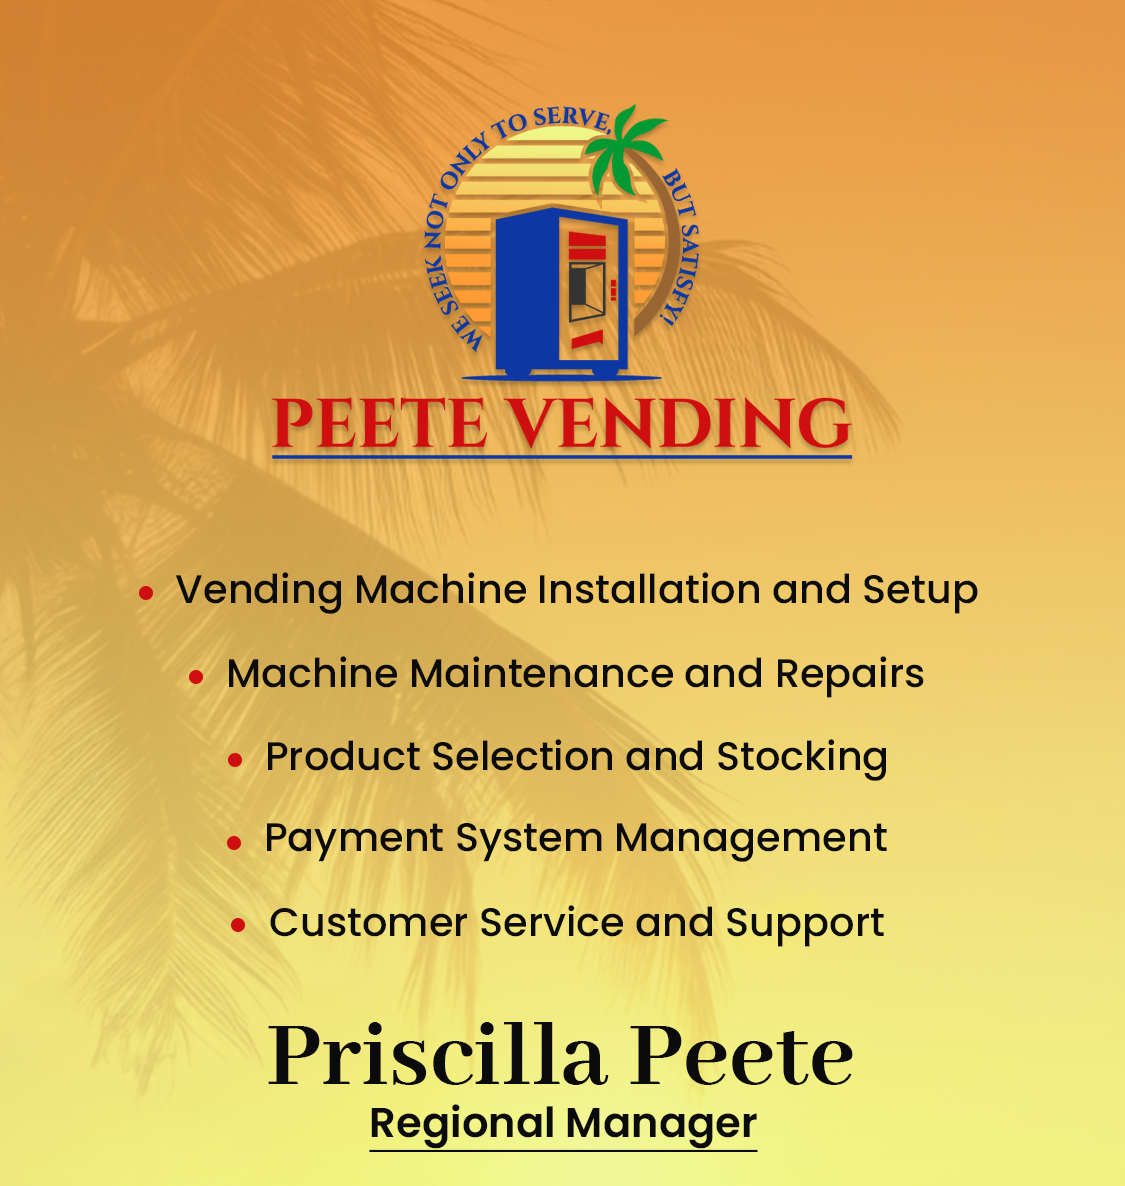 WE SEEK NOT ONLY TO SERVE, BUT SATISFY!
PEETE VENDING
• Vending Machine Installation and Setup
• Machine Maintenance and Repairs
• Product Selection and Stocking
• Payment System Management
• Customer Service and Support
Priscilla Peete
Regional Manager